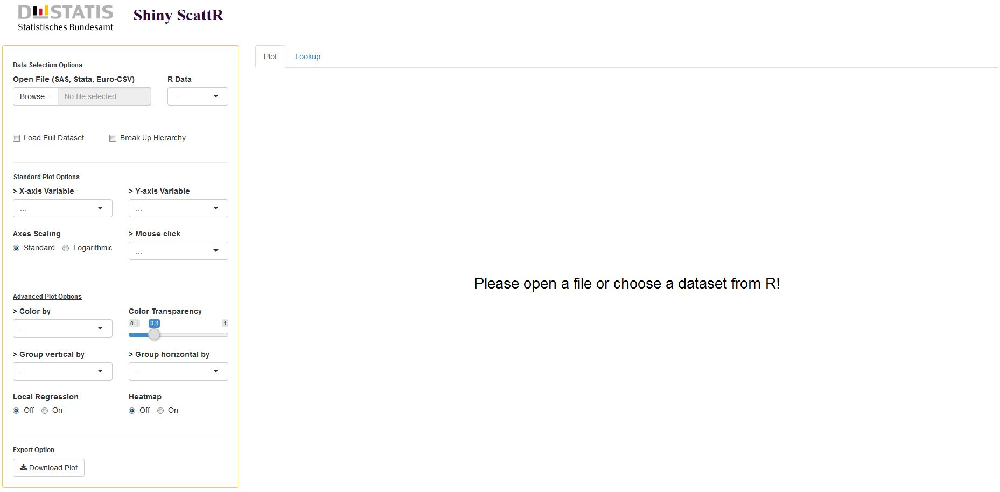 DESTATIS
Statistisches Bundesamt
Shiny ScattR
Data Selection Options
Open File (SAS, Stata, Euro-CSV)
R Data
Browse...
No file selected
...
Load Full Dataset
Break Up Hierarchy
Standard Plot Options
> X-axis Variable
> Y-axis Variable
...
...
Axes Scaling
> Mouse click
Standard
Logarithmic
...
Advanced Plot Options
> Color by
Color Transparency
...
0.1
0.3
1
> Group vertical by
> Group horizontal by
...
...
Local Regression
Heatmap
Off
On
Off
On
Export Option
Download Plot
Plot
Lookup
Please open a file or choose a dataset from R!